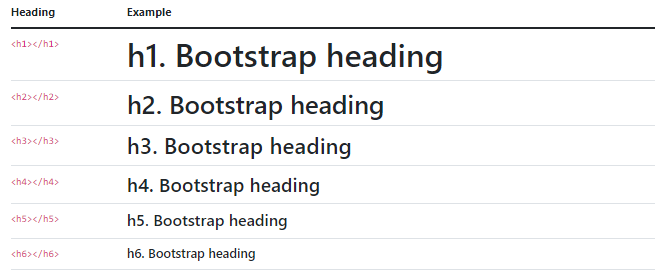 Heading Example
<h1></h1> h1. Bootstrap heading
<h2></h2> h2. Bootstrap heading
<h3></h3> h3. Bootstrap heading
<h4></h4> h4. Bootstrap heading
<h5></h5> h5. Bootstrap heading
<h6></h6> h6. Bootstrap heading